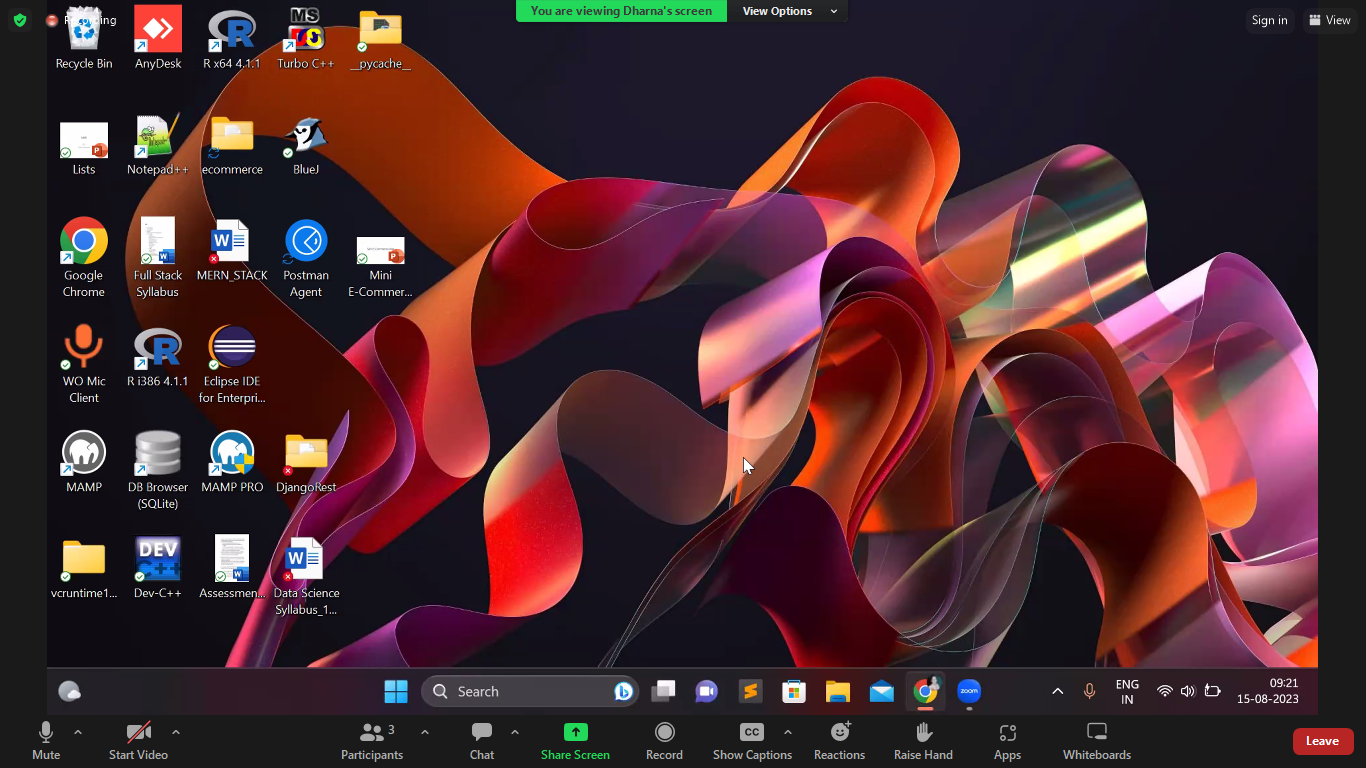 Recording
You are viewing Dharna's screen
View Options
Sign in
View
Recycle Bin
AnyDesk
R x64 4.1.1
MS
Turbo C++
__pycache__
Lists
Notepad++
ecommerce
BlueJ
Google
Chrome
Full Stack
Syllabus
MERN_STACK
Postman
Agent
Mini
E-Commer...
WO Mic
Client
R i386 4.1.1
Eclipse IDE
for Enterpri...
MAMP
DB Browser
(SQLite)
MAMP PRO
DjangoRest
vcruntime1...
DEV
Dev-C++
Assessmen...
Data Science
Syllabus_1...
Search
zoom
ENG
IN
09:21
15-08-2023
Mute
Start Video
3
Participants
Chat
Share Screen
Record
CC
Show Captions
Reactions
Raise Hand
Apps
Whiteboards
Leave